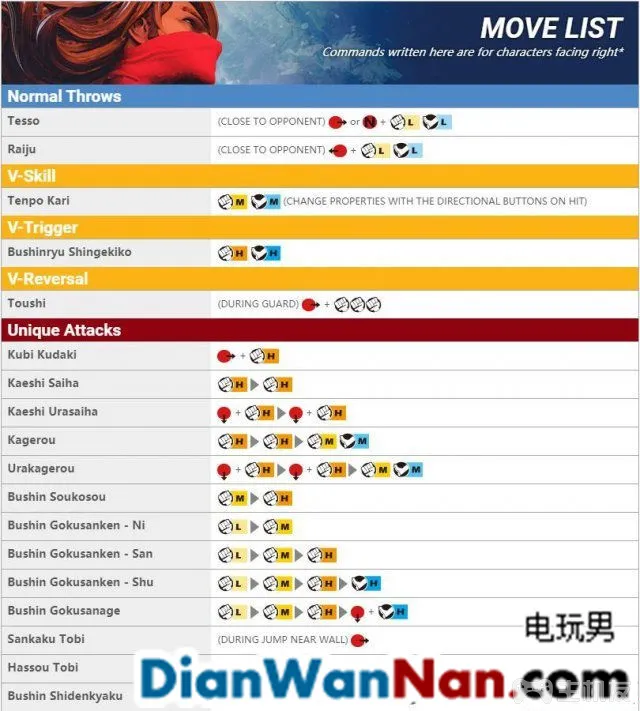 MOVE LIST
Commands written here are for characters facing right*
Normal Throws
Tesso (CLOSE TO OPPONENT) or N + L L
Raiju (CLOSE TO OPPONENT) + L L
V-Skill
Tenpo Kari M M (CHANGE PROPERTIES WITH THE DIRECTIONAL BUTTONS ON HIT)
V-Trigger
Bushinryu Shingekiko H H
V-Reversal
Toushi (DURING GUARD) +
Unique Attacks
Kubi Kudaki + H
Kaeshi Saiha H H
Kaeshi Urasaiha + H + H
Kagerou H H M M
Urakagerou + H + H M M
Bushin Soukosou M H
Bushin Gokusanken - Ni L M
Bushin Gokusanken - San L M H
Bushin Gokusanken - Shu L M H H
Bushin Gokusanage L M H + H
Sankaku Tobi (DURING JUMP NEAR WALL)
电玩男
Hassou Tobi
DianWanNan.com
Bushin Shidenkyaku